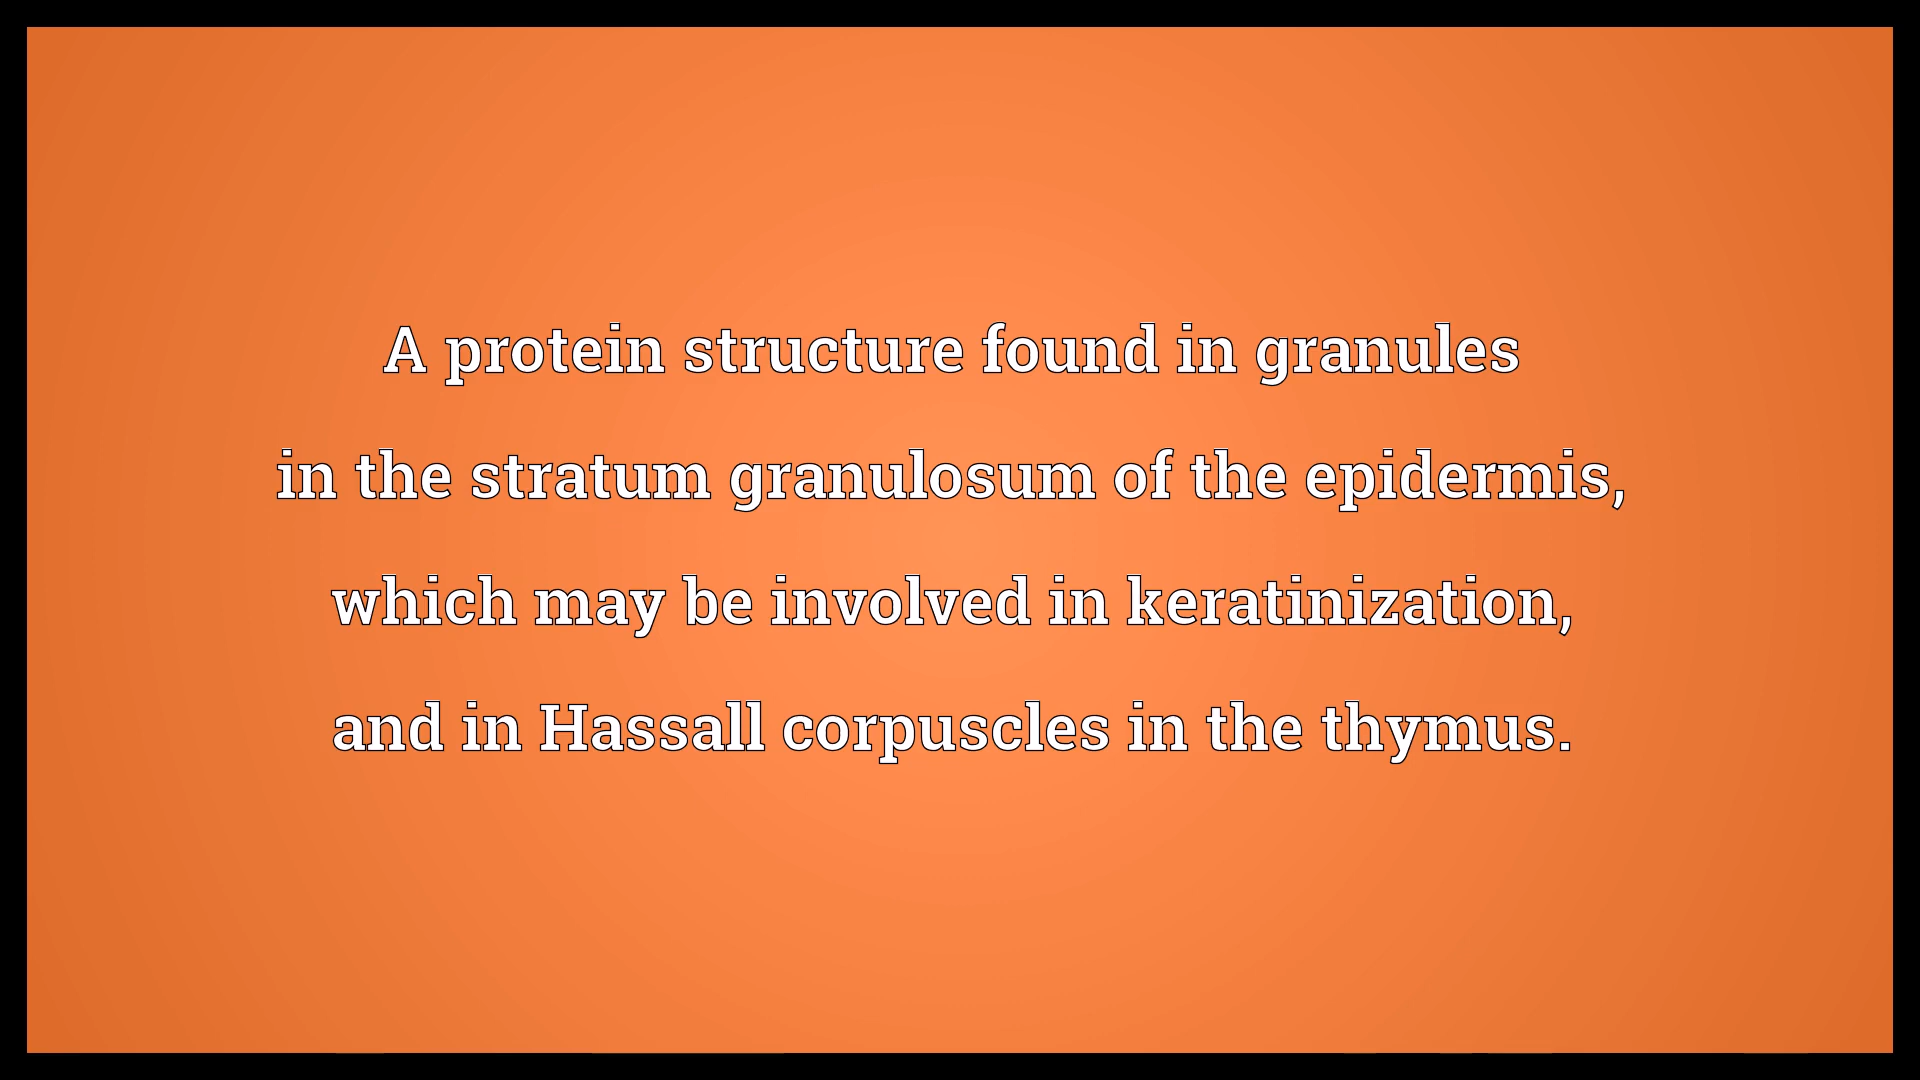 A protein structure found in granules
in the stratum granulosum of the epidermis,
which may be involved in keratinization,
and in Hassall corpuscles in the thymus.